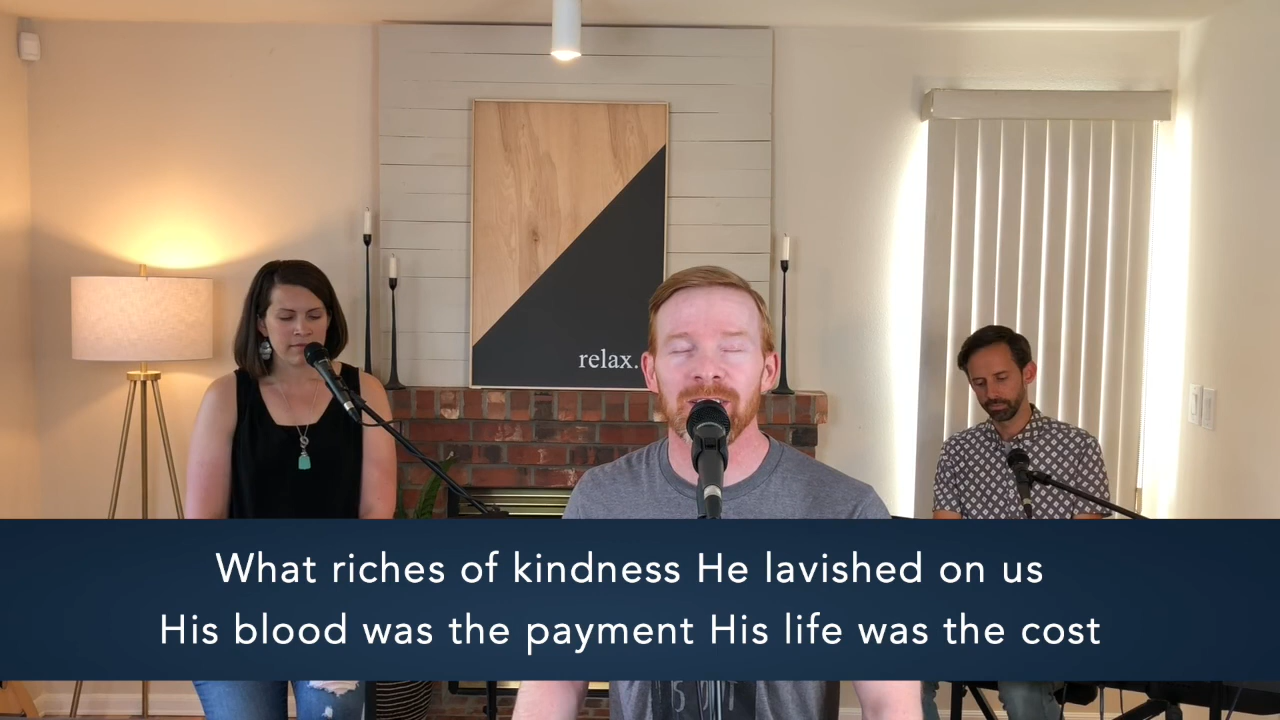 relax.
What riches of kindness He lavished on us
His blood was the payment His life was the cost